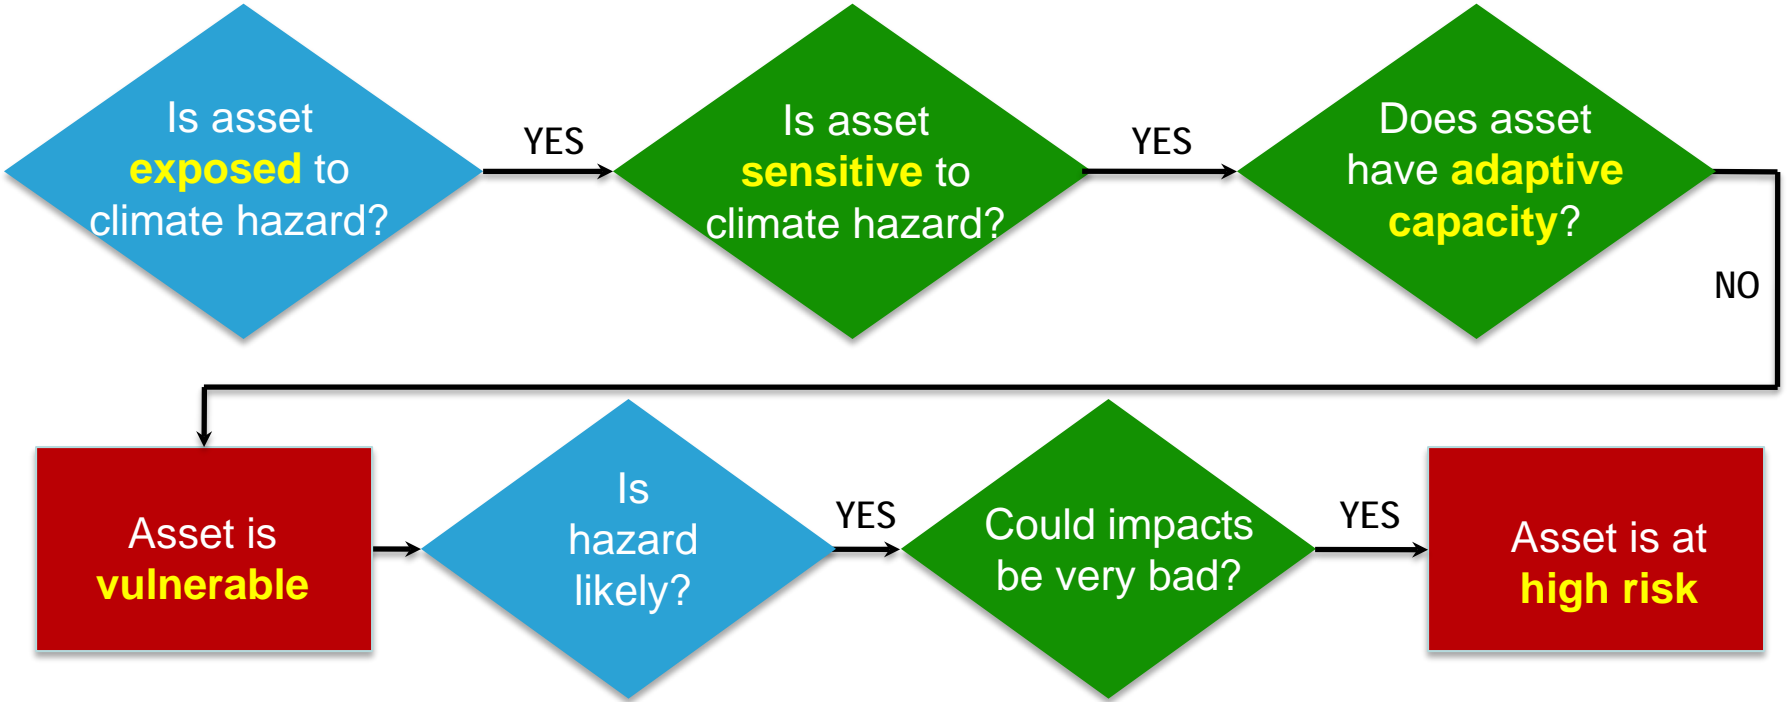 Is asset
exposed to
climate hazard?
YES
Is asset
sensitive to
climate hazard?
YES
Does asset
have adaptive
capacity?
NO
Asset is
vulnerable
Is
hazard
likely?
YES
Could impacts
be very bad?
YES
Asset is at
high risk